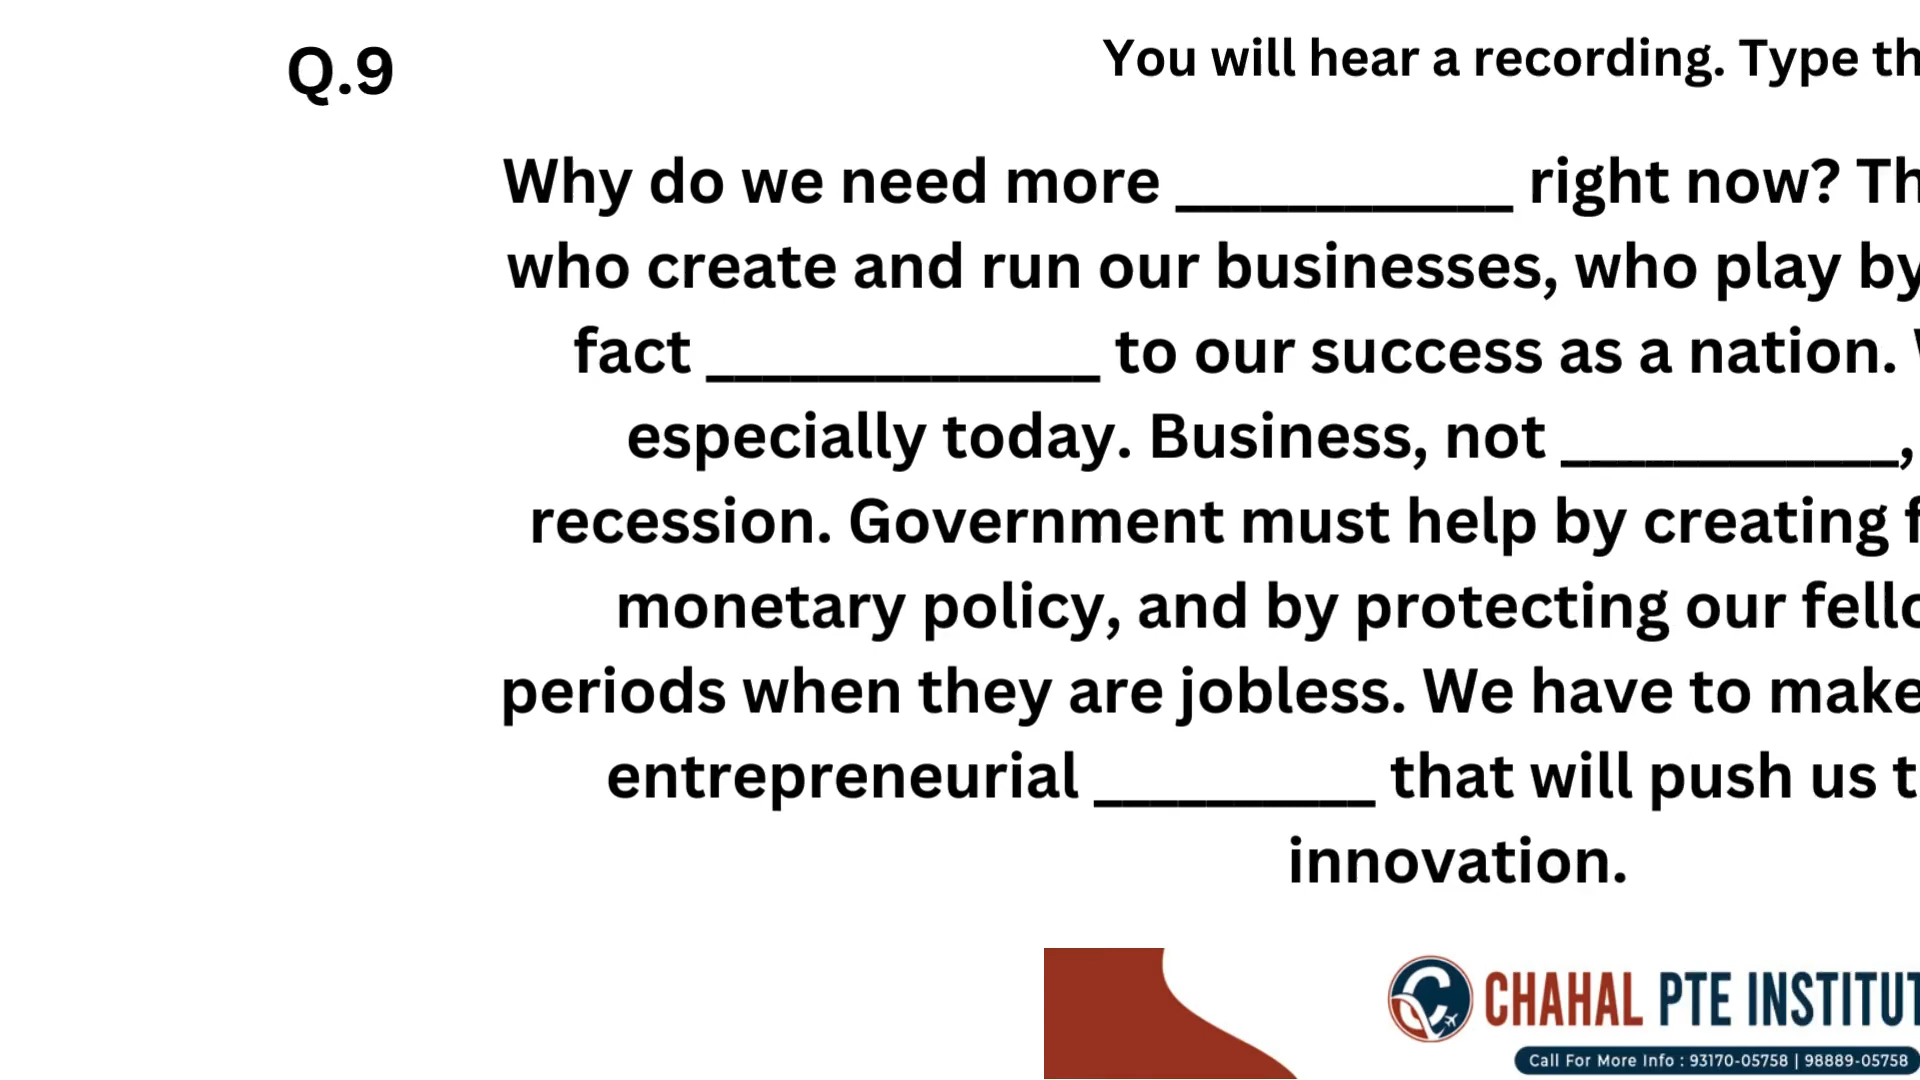 Q.9
You will hear a recording. Type th
Why do we need more ____________ right now? Th
who create and run our businesses, who play by
fact ______________ to our success as a nation.
especially today. Business, not ____________,
recession. Government must help by creating f
monetary policy, and by protecting our fello
periods when they are jobless. We have to make
entrepreneurial __________ that will push us t
innovation.
CHAHAL PTE INSTITUT
Call For More Info : 93170-05758 | 98889-05758